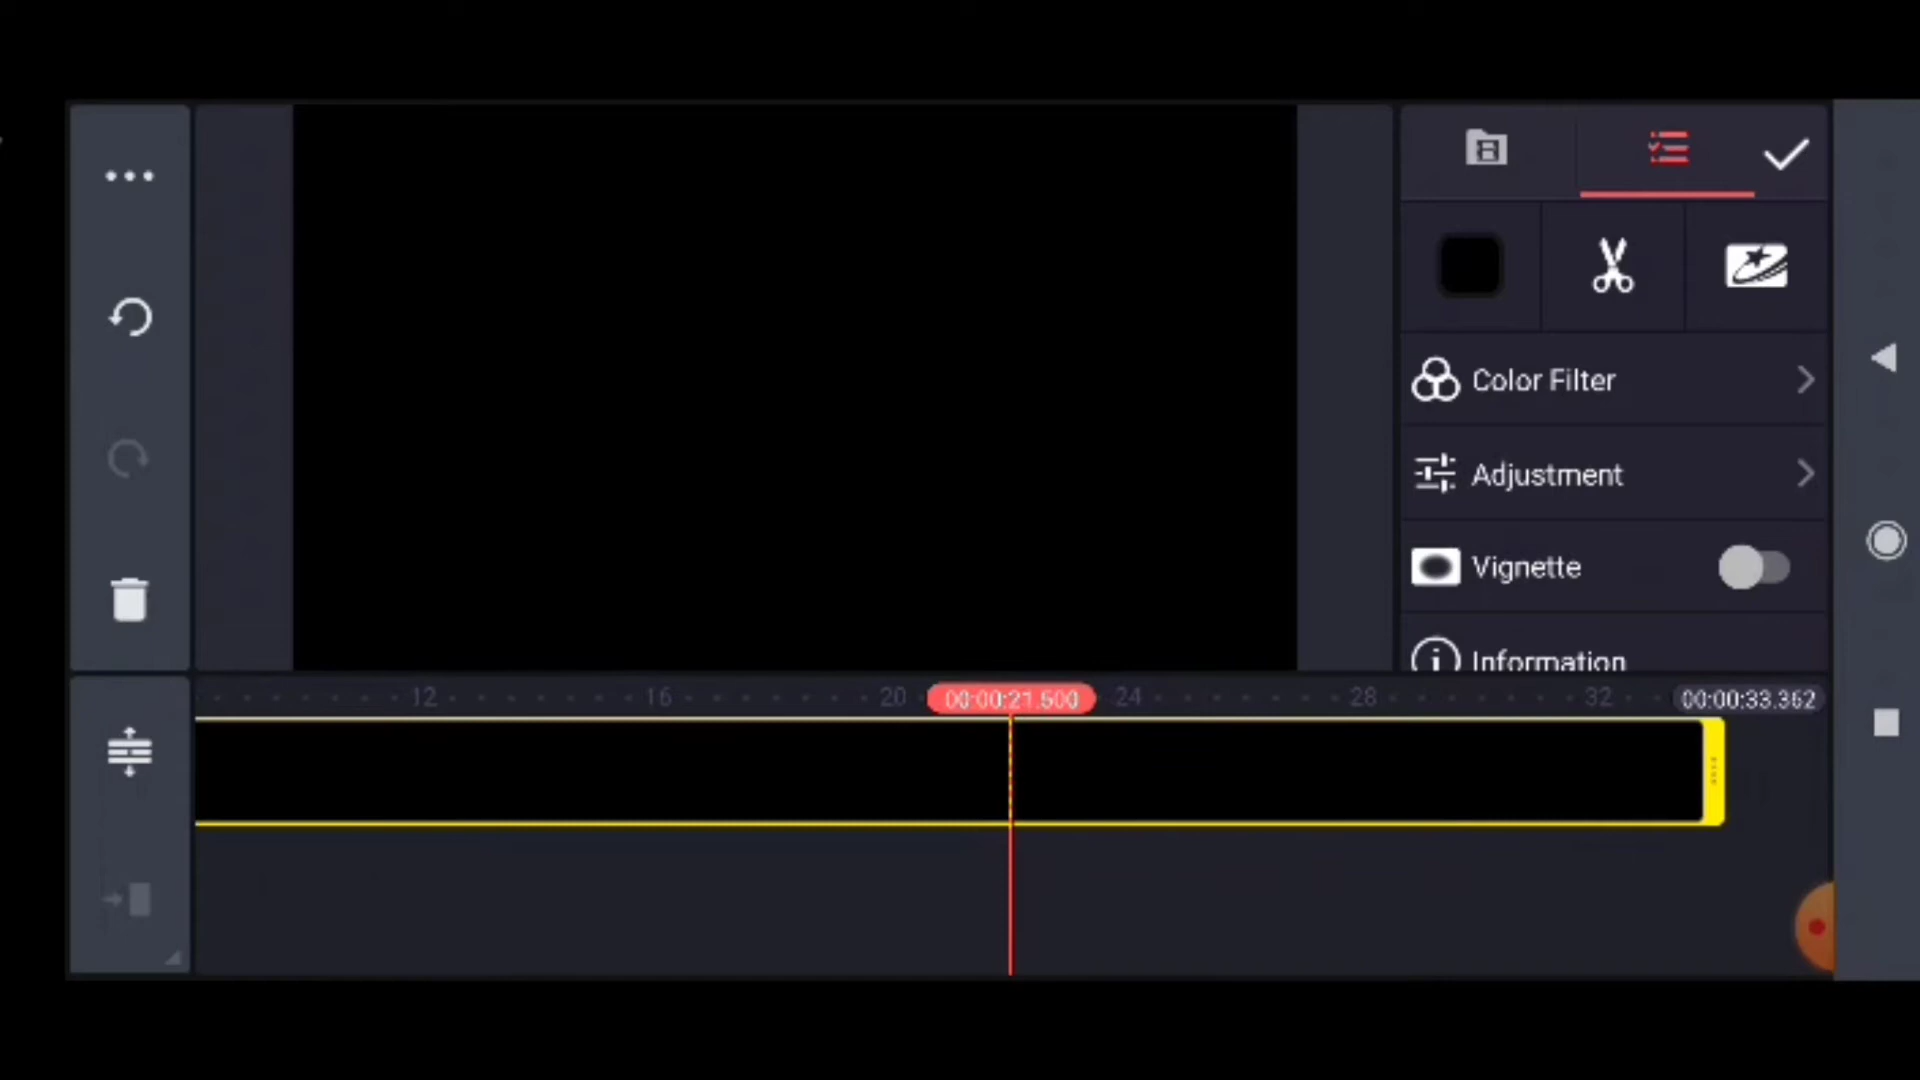 Color Filter
Adjustment
Vignette
Information
12 16 20 00:00:21.500 24 28 32 00:00:33.362